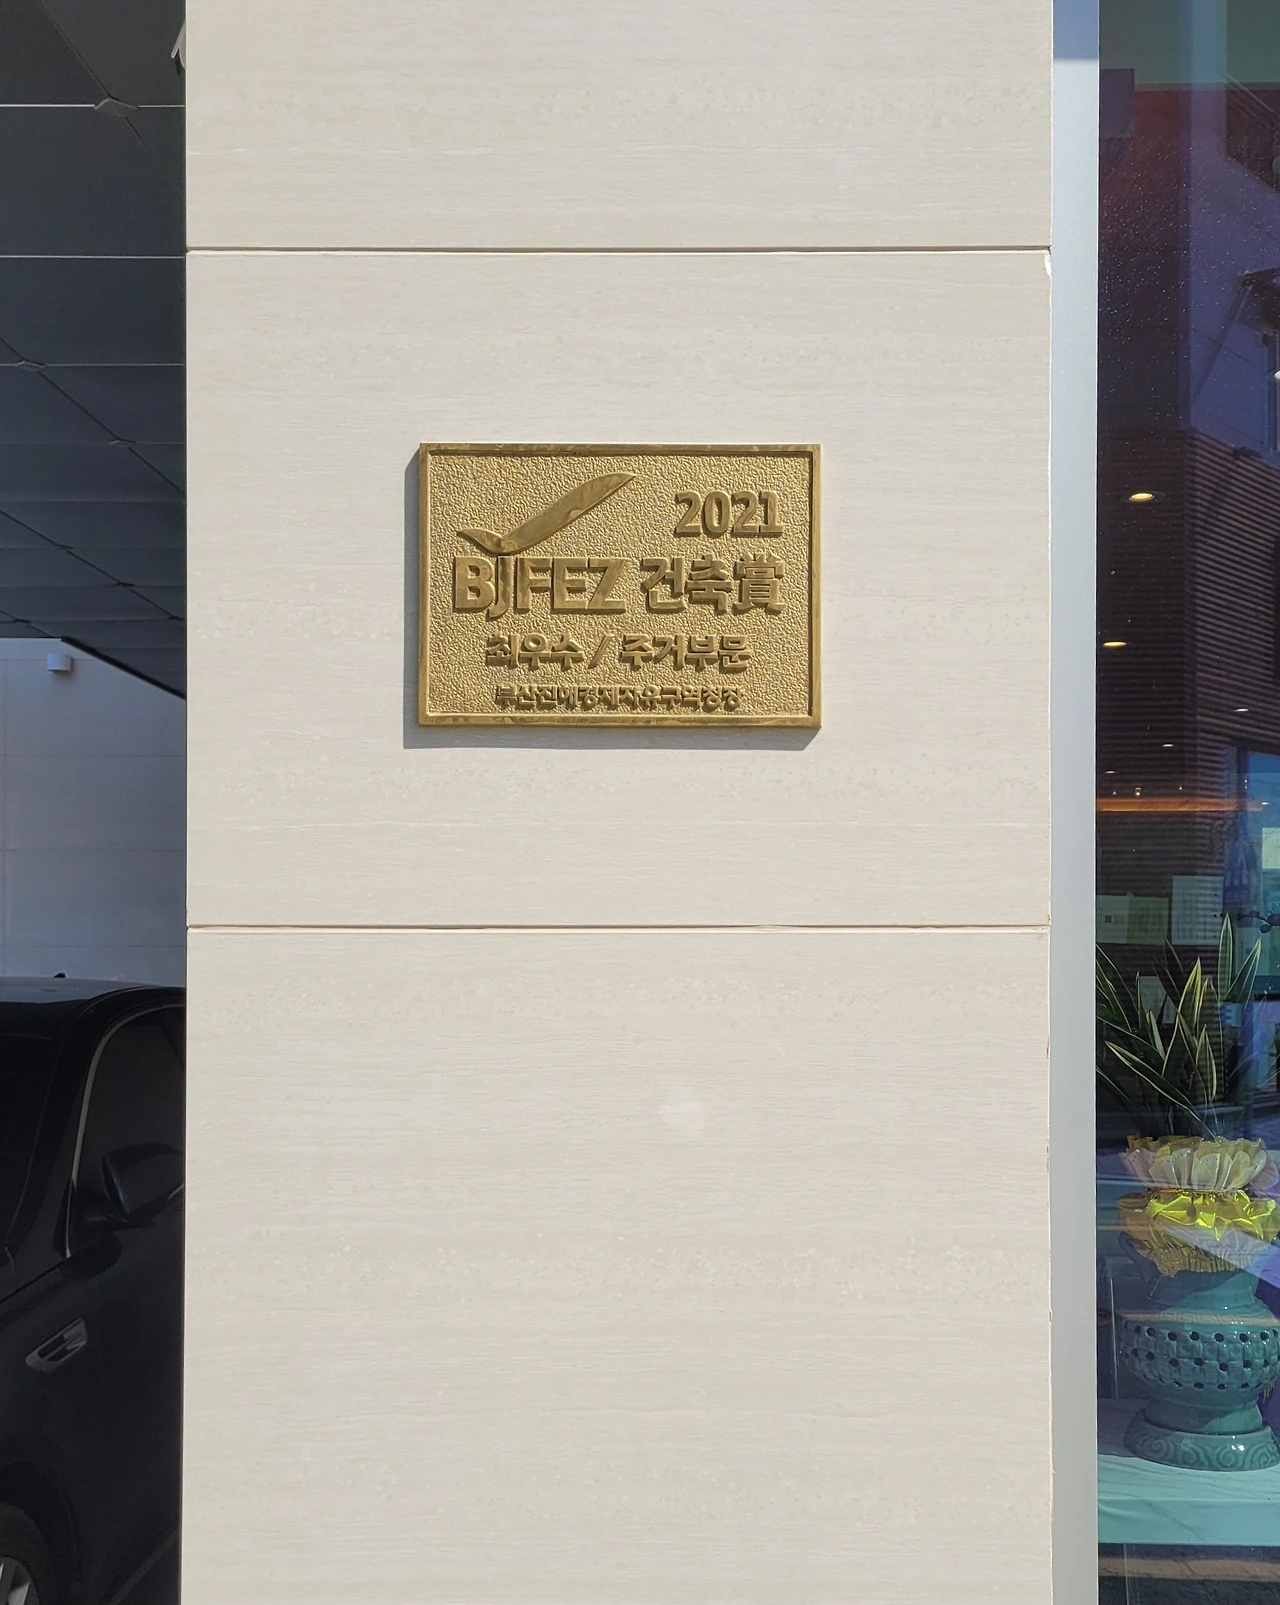 2021
BJFEZ 건축賞
최우수 / 주거부문
부산진해경제자유구역청장